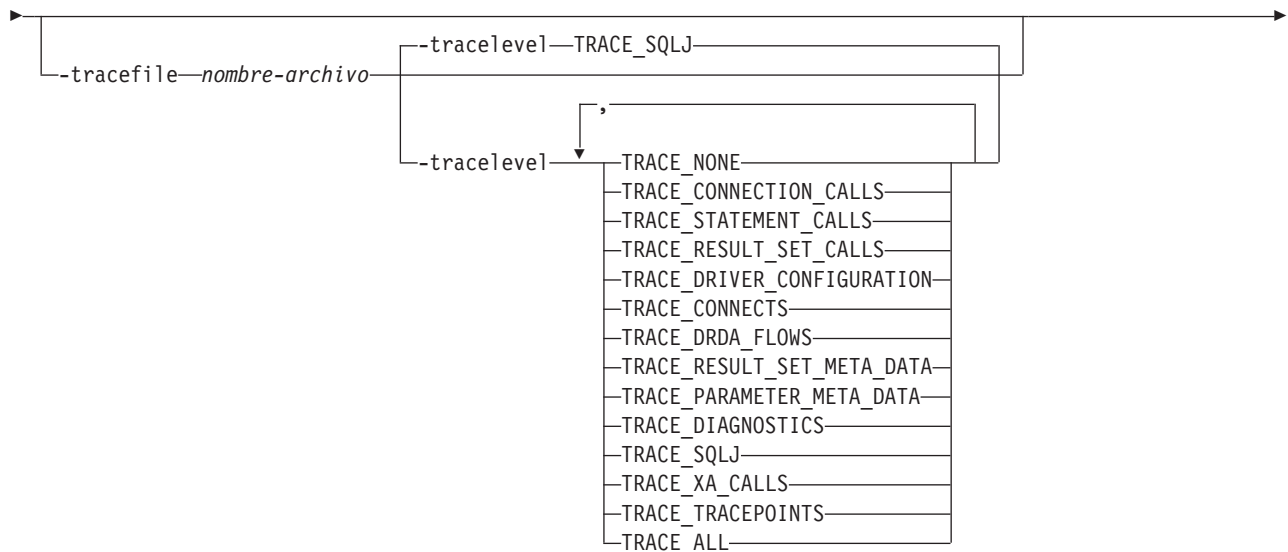 -tracelevel TRACE_SQLJ
-tracefile nombre-archivo
,
-tracelevel TRACE_NONE
TRACE_CONNECTION_CALLS
TRACE_STATEMENT_CALLS
TRACE_RESULT_SET_CALLS
TRACE_DRIVER_CONFIGURATION
TRACE_CONNECTS
TRACE_DRDA_FLOWS
TRACE_RESULT_SET_META_DATA
TRACE_PARAMETER_META_DATA
TRACE_DIAGNOSTICS
TRACE_SQLJ
TRACE_XA_CALLS
TRACE_TRACEPOINTS
TRACE_ALL